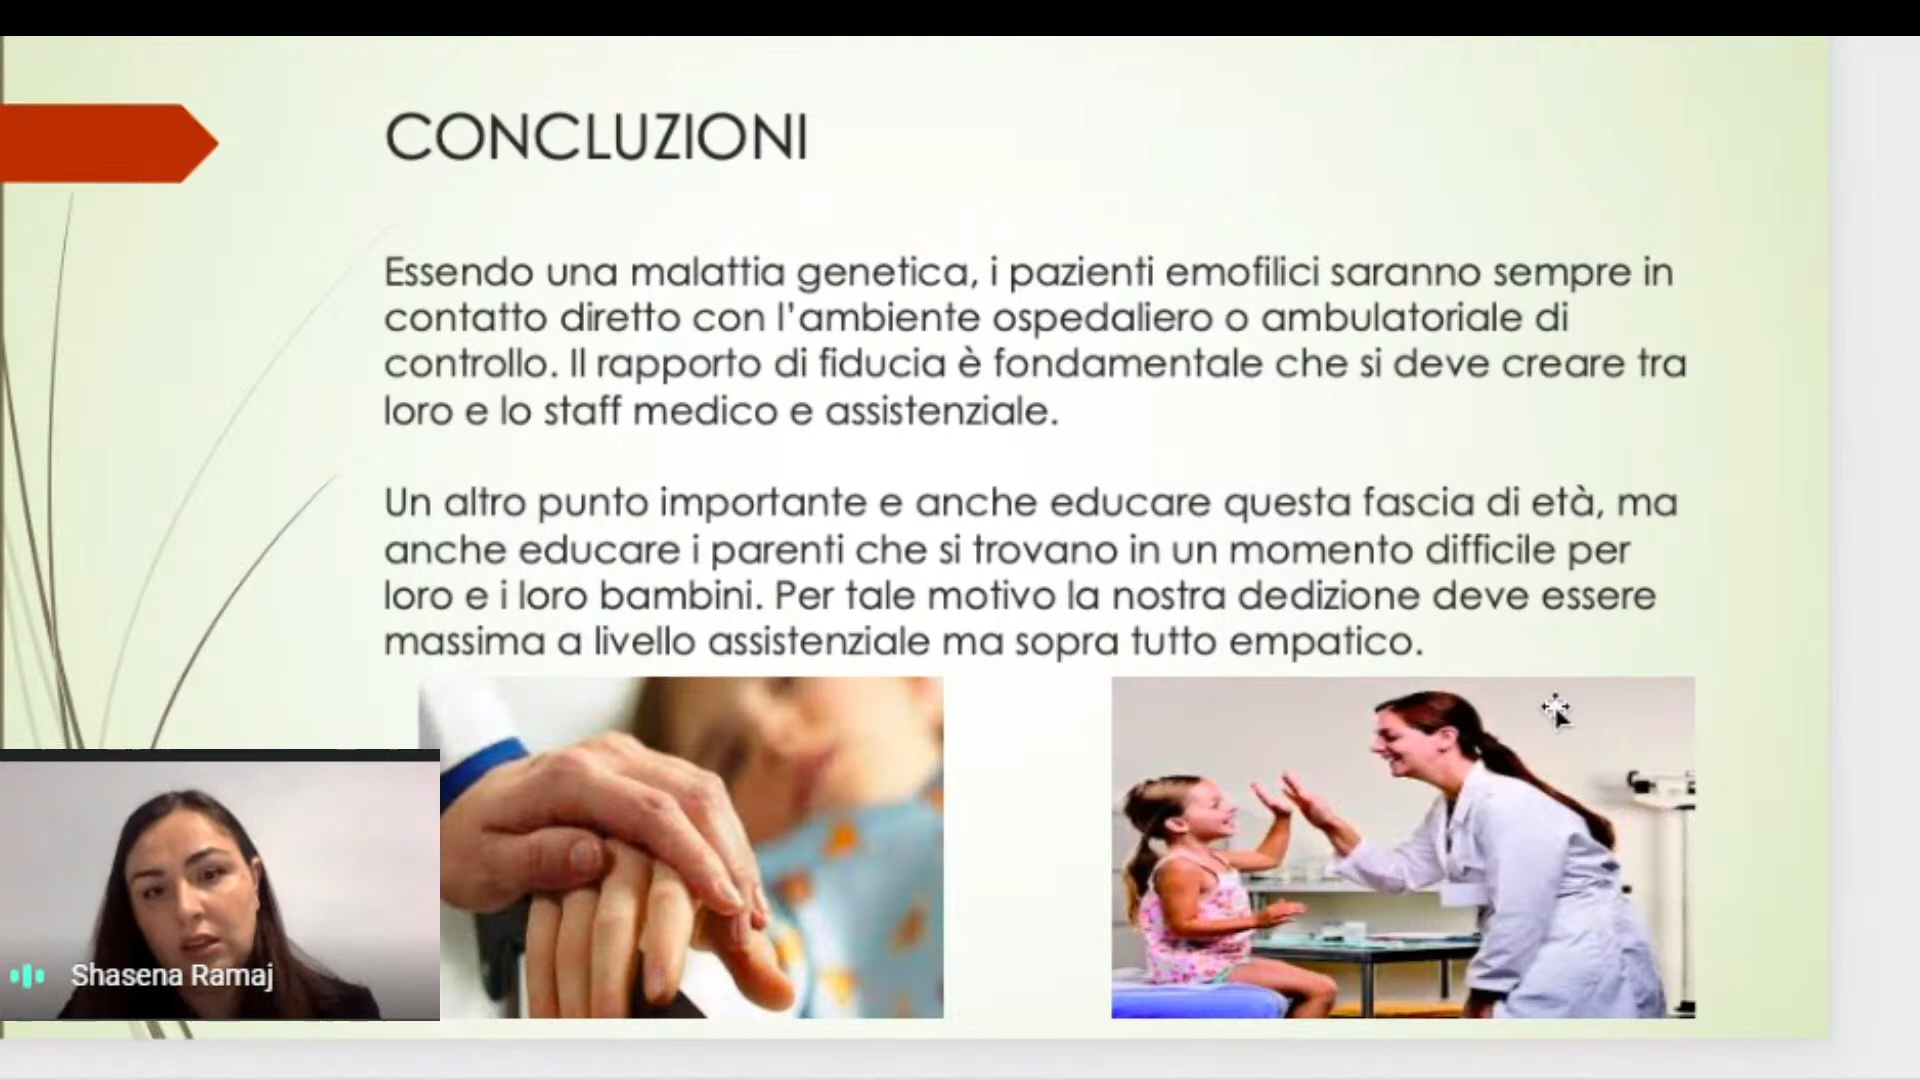 CONCLUZIONI
Essendo una malattia genetica, i pazienti emofilici saranno sempre in
contatto diretto con l'ambiente ospedaliero o ambulatoriale di
controllo. Il rapporto di fiducia è fondamentale che si deve creare tra
loro e lo staff medico e assistenziale.
Un altro punto importante e anche educare questa fascia di età, ma
anche educare i parenti che si trovano in un momento difficile per
loro e i loro bambini. Per tale motivo la nostra dedizione deve essere
massima a livello assistenziale ma sopra tutto empatico.
Shasena Ramaj